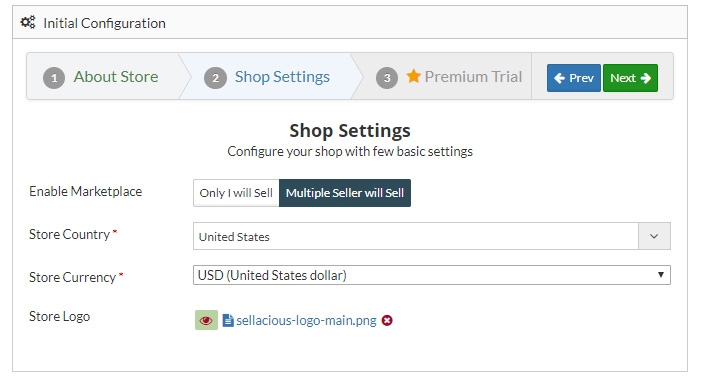 Initial Configuration
1 About Store 2 Shop Settings 3 Premium Trial Prev Next
Shop Settings
Configure your shop with few basic settings
Enable Marketplace Only I will Sell Multiple Seller will Sell
Store Country * United States
Store Currency * USD (United States dollar)
Store Logo sellacious-logo-main.png